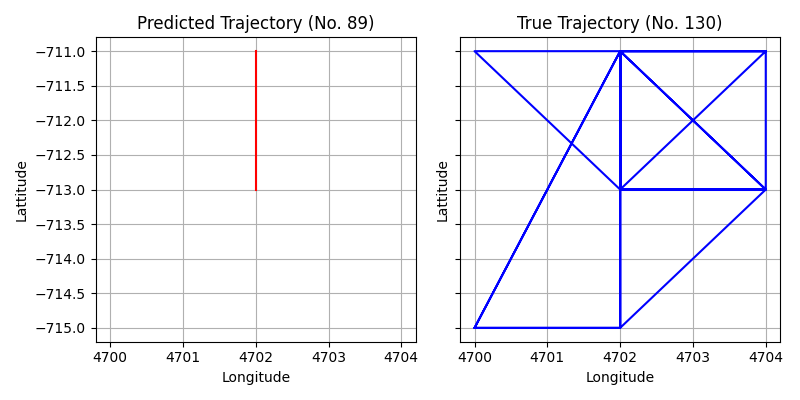 Predicted Trajectory (No. 89)
−711.0
−711.5
−712.0
−712.5
−713.0
−713.5
−714.0
−714.5
−715.0
Lattitude
4700 4701 4702 4703 4704
Longitude
True Trajectory (No. 130)
Lattitude
4700 4701 4702 4703 4704
Longitude